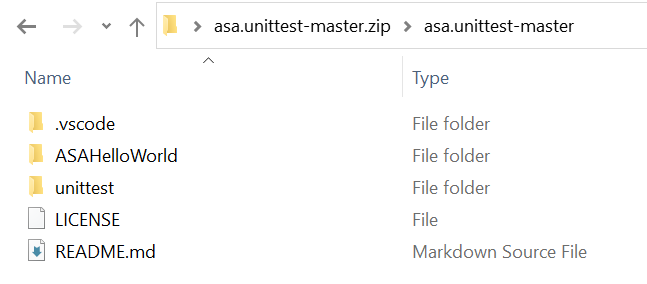 asa.unittest-master.zip asa.unittest-master
Name Type
.vscode File folder
ASAHelloWorld File folder
unittest File folder
LICENSE File
README.md Markdown Source File